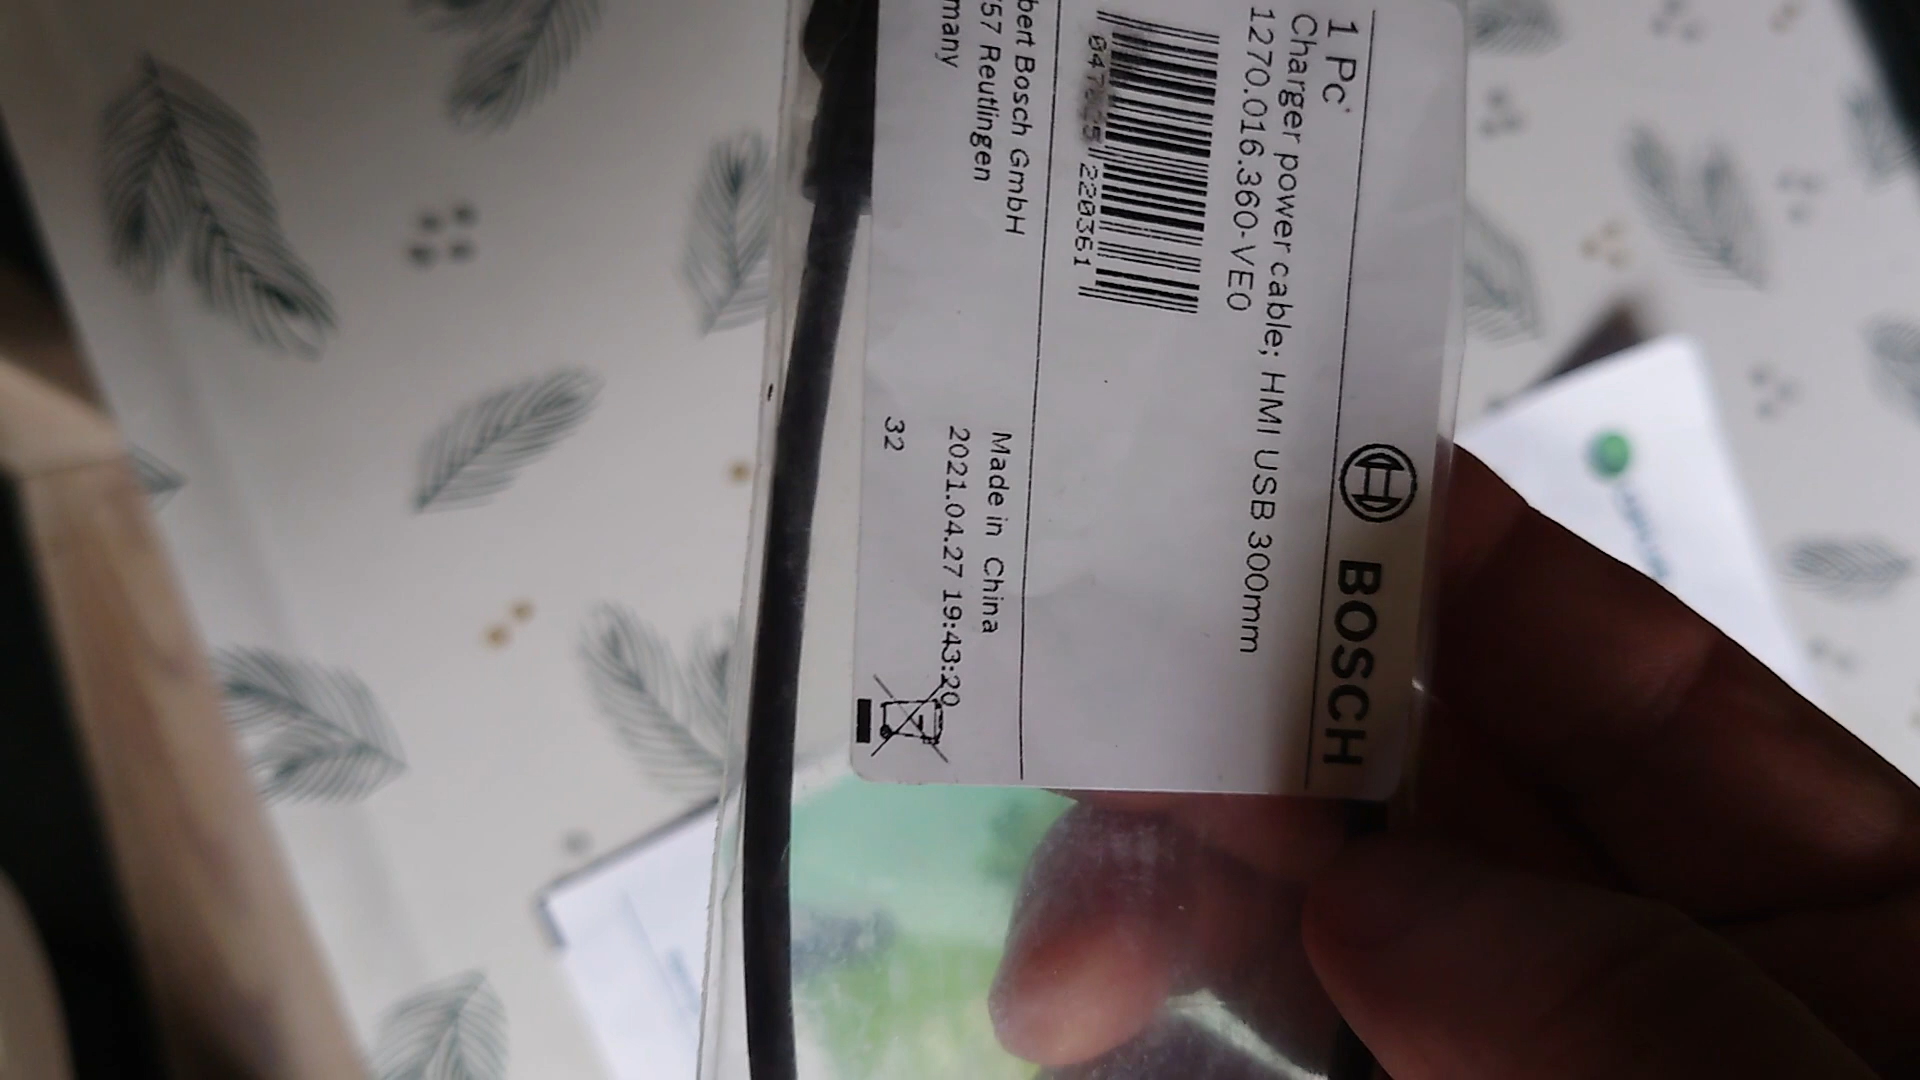 BOSCH
1 Pc
Charger power cable; HMI USB 300mm
1270.016.360-VE0
220361
bert Bosch GmbH
57 Reutlingen
many
Made in China
2021.04.27 19:43:20
32